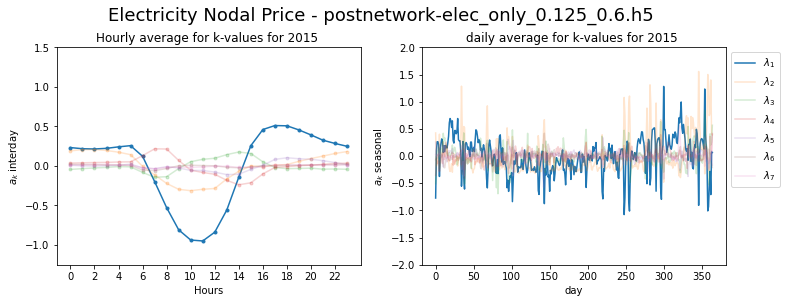 Electricity Nodal Price - postnetwork-elec_only_0.125_0.6.h5
Hourly average for k-values for 2015
1.5
1.0
0.5
0.0
−0.5
−1.0
a_k interday
0 2 4 6 8 10 12 14 16 18 20 22
Hours
daily average for k-values for 2015
2.0
1.5
1.0
0.5
0.0
−0.5
−1.0
−1.5
−2.0
a_k seasonal
0 50 100 150 200 250 300 350
day
λ₁
λ₂
λ₃
λ₄
λ₅
λ₆
λ₇